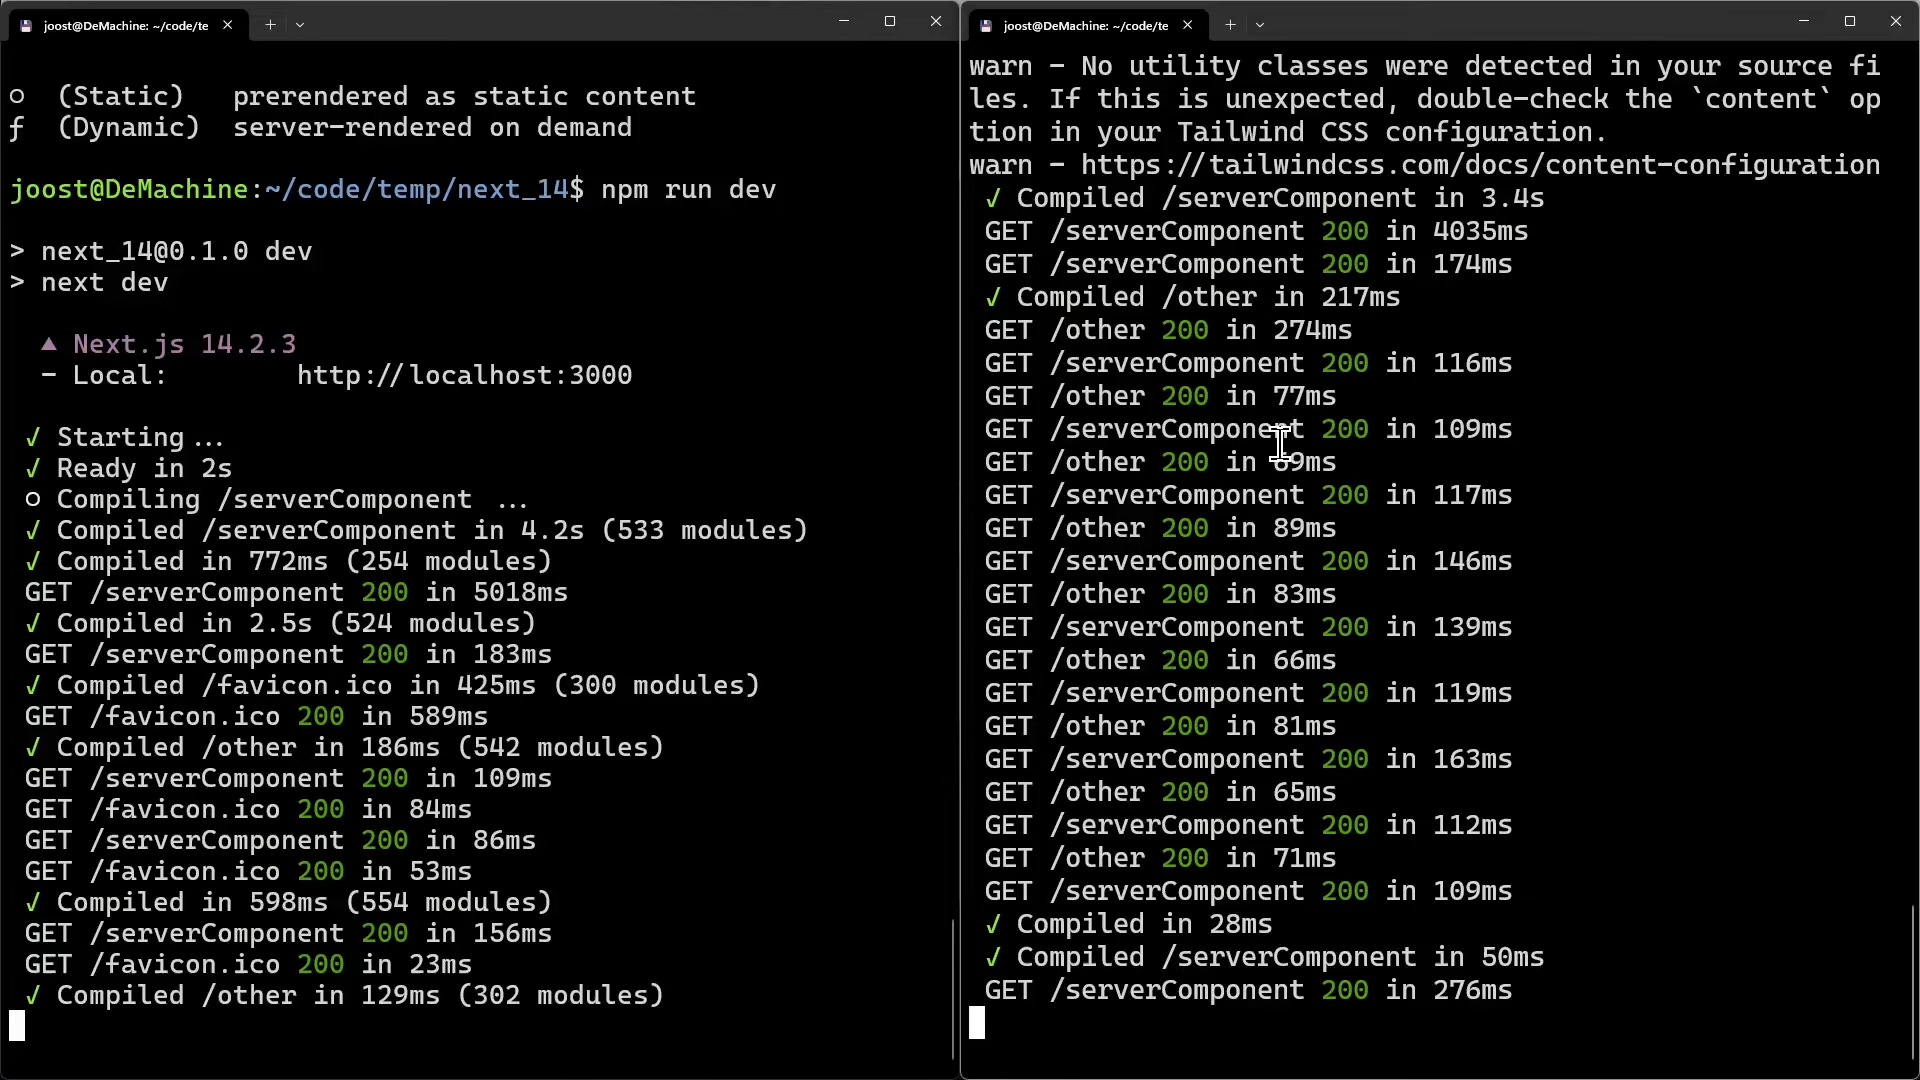 joost@DeMachine: ~/code/te
○ (Static) prerendered as static content
ƒ (Dynamic) server-rendered on demand
joost@DeMachine:~/code/temp/next_14$ npm run dev
> next_14@0.1.0 dev
> next dev
▲ Next.js 14.2.3
- Local: http://localhost:3000
✓ Starting...
✓ Ready in 2s
○ Compiling /serverComponent ...
✓ Compiled /serverComponent in 4.2s (533 modules)
✓ Compiled in 772ms (254 modules)
GET /serverComponent 200 in 5018ms
✓ Compiled in 2.5s (524 modules)
GET /serverComponent 200 in 183ms
✓ Compiled /favicon.ico in 425ms (300 modules)
GET /favicon.ico 200 in 589ms
✓ Compiled /other in 186ms (542 modules)
GET /serverComponent 200 in 109ms
GET /favicon.ico 200 in 84ms
GET /serverComponent 200 in 86ms
GET /favicon.ico 200 in 53ms
✓ Compiled in 598ms (554 modules)
GET /serverComponent 200 in 156ms
GET /favicon.ico 200 in 23ms
✓ Compiled /other in 129ms (302 modules)
joost@DeMachine: ~/code/te
warn - No utility classes were detected in your source fi
les. If this is unexpected, double-check the `content` op
tion in your Tailwind CSS configuration.
warn - https://tailwindcss.com/docs/content-configuration
✓ Compiled /serverComponent in 3.4s
GET /serverComponent 200 in 4035ms
GET /serverComponent 200 in 174ms
✓ Compiled /other in 217ms
GET /other 200 in 274ms
GET /serverComponent 200 in 116ms
GET /other 200 in 77ms
GET /serverComponent 200 in 109ms
GET /other 200 in
GET /serverComponent 200 in 117ms
GET /other 200 in 89ms
GET /serverComponent 200 in 146ms
GET /other 200 in 83ms
GET /serverComponent 200 in 139ms
GET /other 200 in 66ms
GET /serverComponent 200 in 119ms
GET /other 200 in 81ms
GET /serverComponent 200 in 163ms
GET /other 200 in 65ms
GET /serverComponent 200 in 112ms
GET /other 200 in 71ms
GET /serverComponent 200 in 109ms
✓ Compiled in 28ms
✓ Compiled /serverComponent in 50ms
GET /serverComponent 200 in 276ms